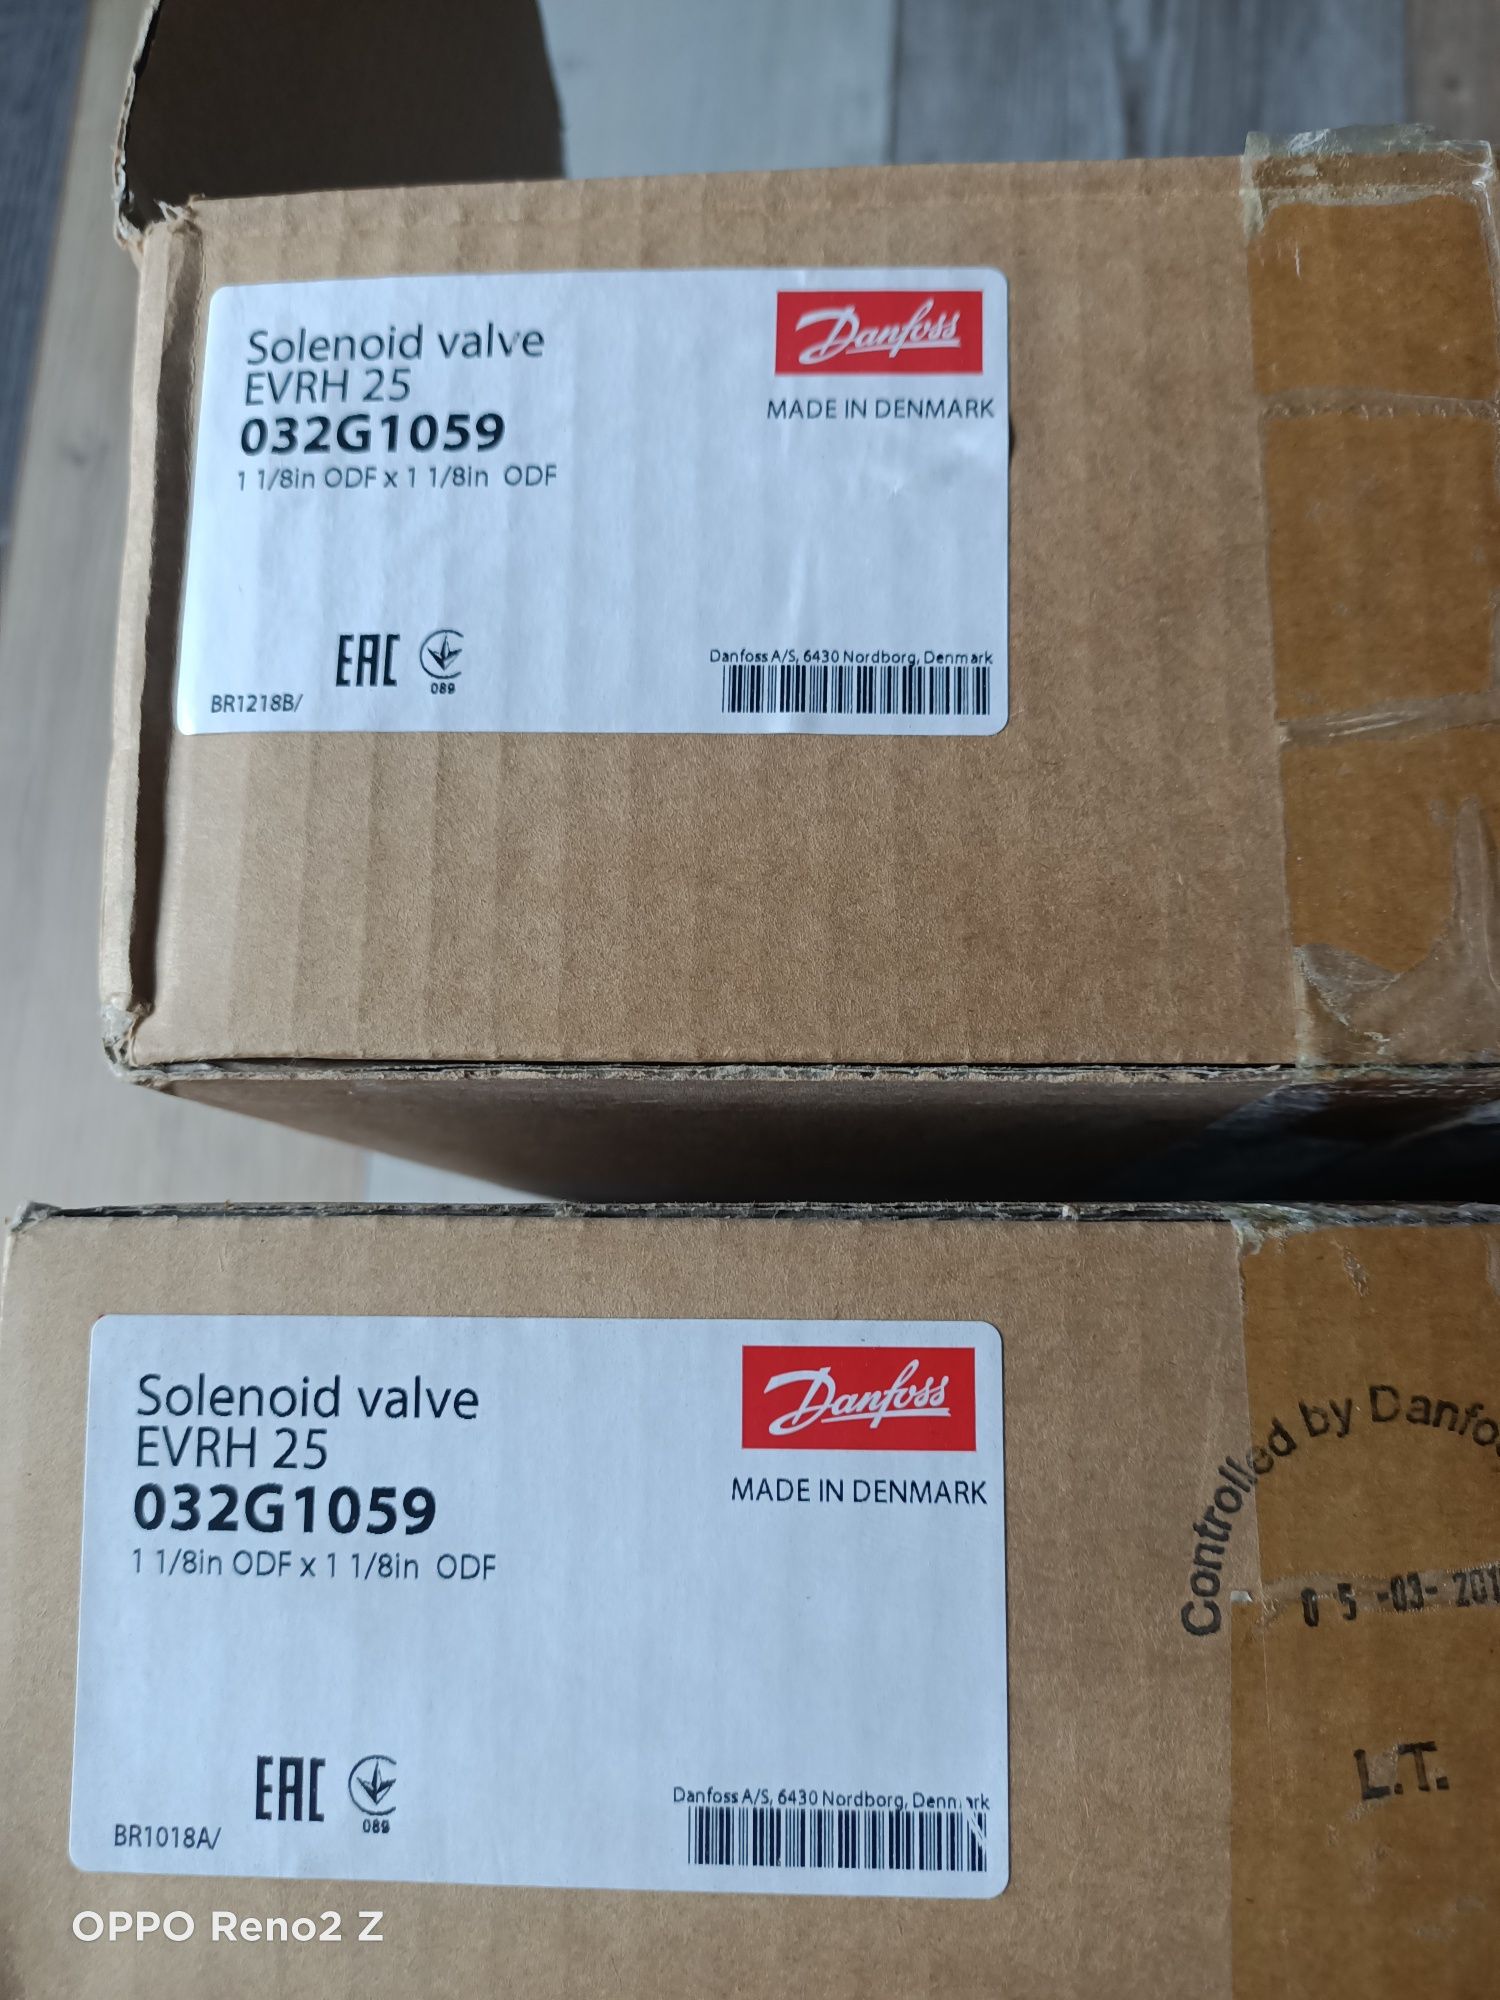 Solenoid valve
EVRH 25
032G1059
1 1/8in ODF x 1 1/8in ODF
Danfoss
MADE IN DENMARK
EAC
089
BR1218B/
Danfoss A/S, 6430 Nordborg, Denmark
Solenoid valve
EVRH 25
032G1059
1 1/8in ODF x 1 1/8in ODF
Danfoss
MADE IN DENMARK
EAC
089
BR1018A/
Danfoss A/S, 6430 Nordborg,
Controlled by
05-03-
L.T.
OPPO Reno2 Z